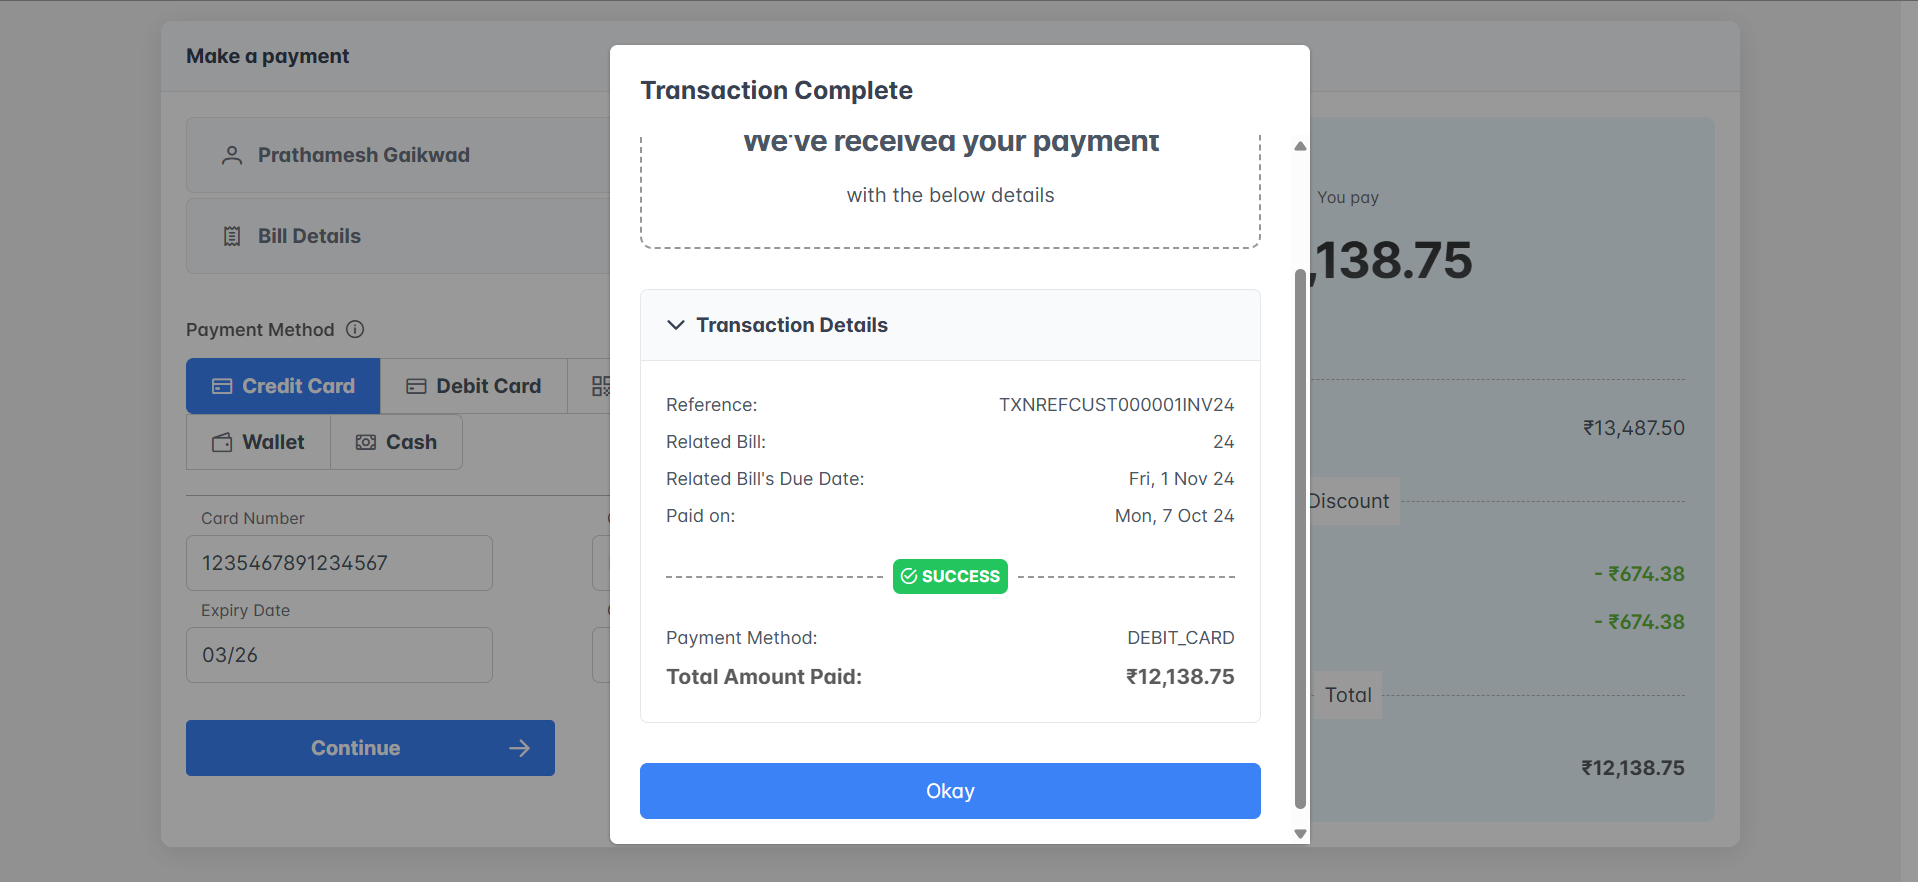 Make a payment
Prathamesh Gaikwad
Bill Details
Payment Method
Credit Card
Debit Card
Wallet
Cash
Card Number
1235467891234567
Expiry Date
03/26
Continue
Transaction Complete
We've received your payment
with the below details
Transaction Details
Reference: TXNREFCUST000001INV24
Related Bill: 24
Related Bill's Due Date: Fri, 1 Nov 24
Paid on: Mon, 7 Oct 24
SUCCESS
Payment Method: DEBIT_CARD
Total Amount Paid: ₹12,138.75
Okay
You pay
,138.75
₹13,487.50
Discount
- ₹674.38
- ₹674.38
Total
₹12,138.75